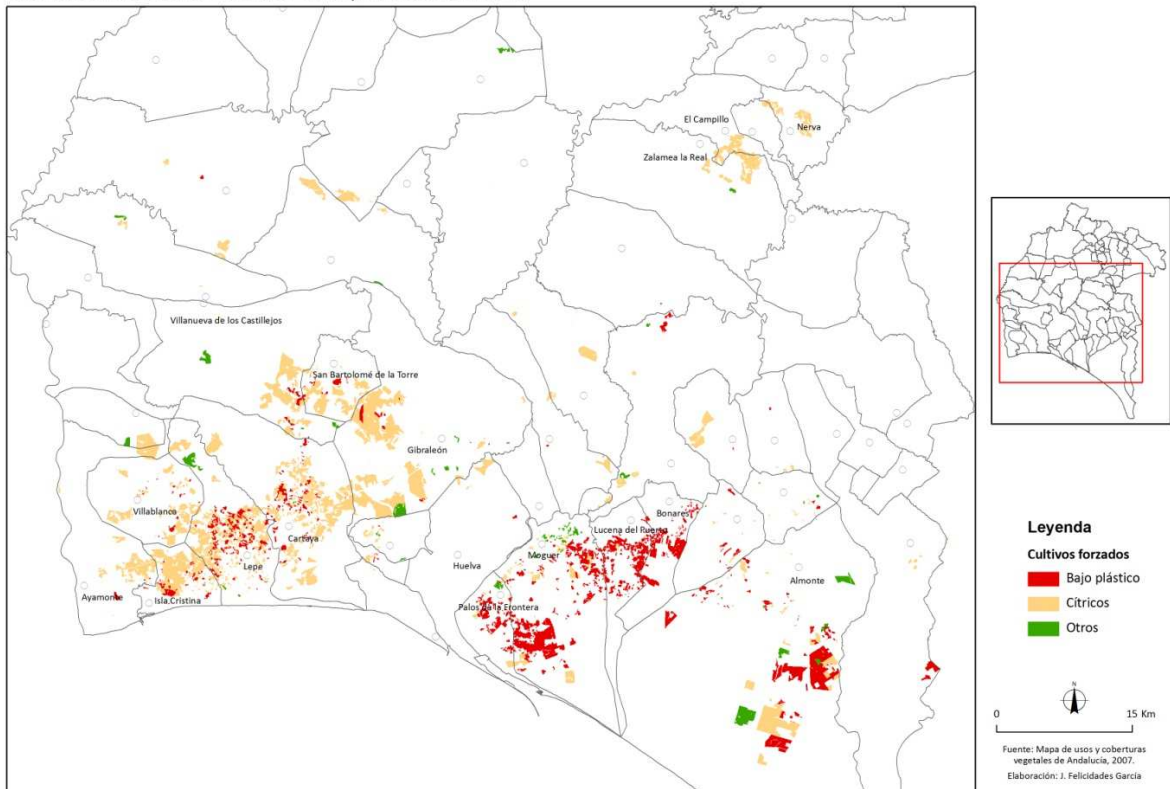 El Campillo
Nerva
Zalamea la Real
Villanueva de los Castillejos
San Bartolomé de la Torre
Gibraleón
Villablanca
Cartaya
Lepe
Ayamonte
Isla Cristina
Huelva
Moguer
Lucena del Puerto
Bonares
Palos de la Frontera
Almonte
Leyenda
Cultivos forzados
Bajo plástico
Cítricos
Otros
N
0 15 Km
Fuente: Mapa de usos y coberturas
vegetales de Andalucía, 2007.
Elaboración: J. Felicidades García